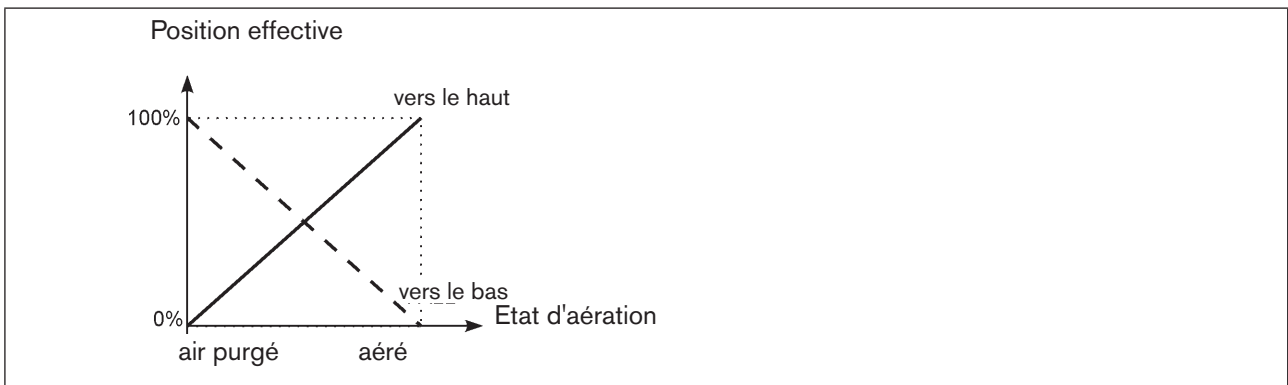 Position effective
vers le haut
100%
vers le bas
0%
Etat d'aération
air purgé
aéré